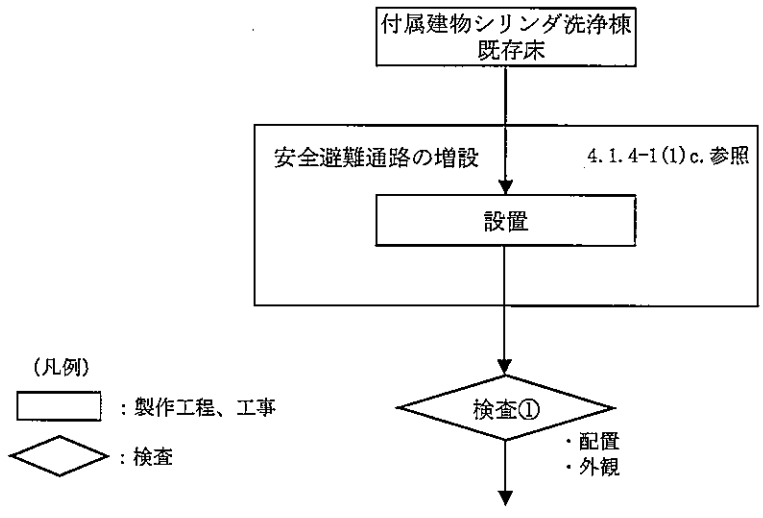 付属建物シリンダ洗浄棟
既存床
安全避難通路の増設
4.1.4-1(1)c.参照
設置
検査①
・配置
・外観
(凡例)
：製作工程、工事
：検査